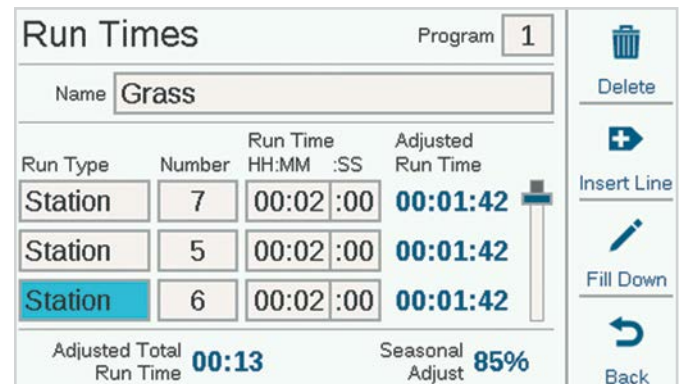 Run Times
Program 1
Delete
Name Grass
Run Type Number Run Time HH:MM :SS Adjusted Run Time
Insert Line
Station 7 00:02 :00 00:01:42
Station 5 00:02 :00 00:01:42
Fill Down
Station 6 00:02 :00 00:01:42
Adjusted Total Run Time 00:13
Seasonal Adjust 85%
Back